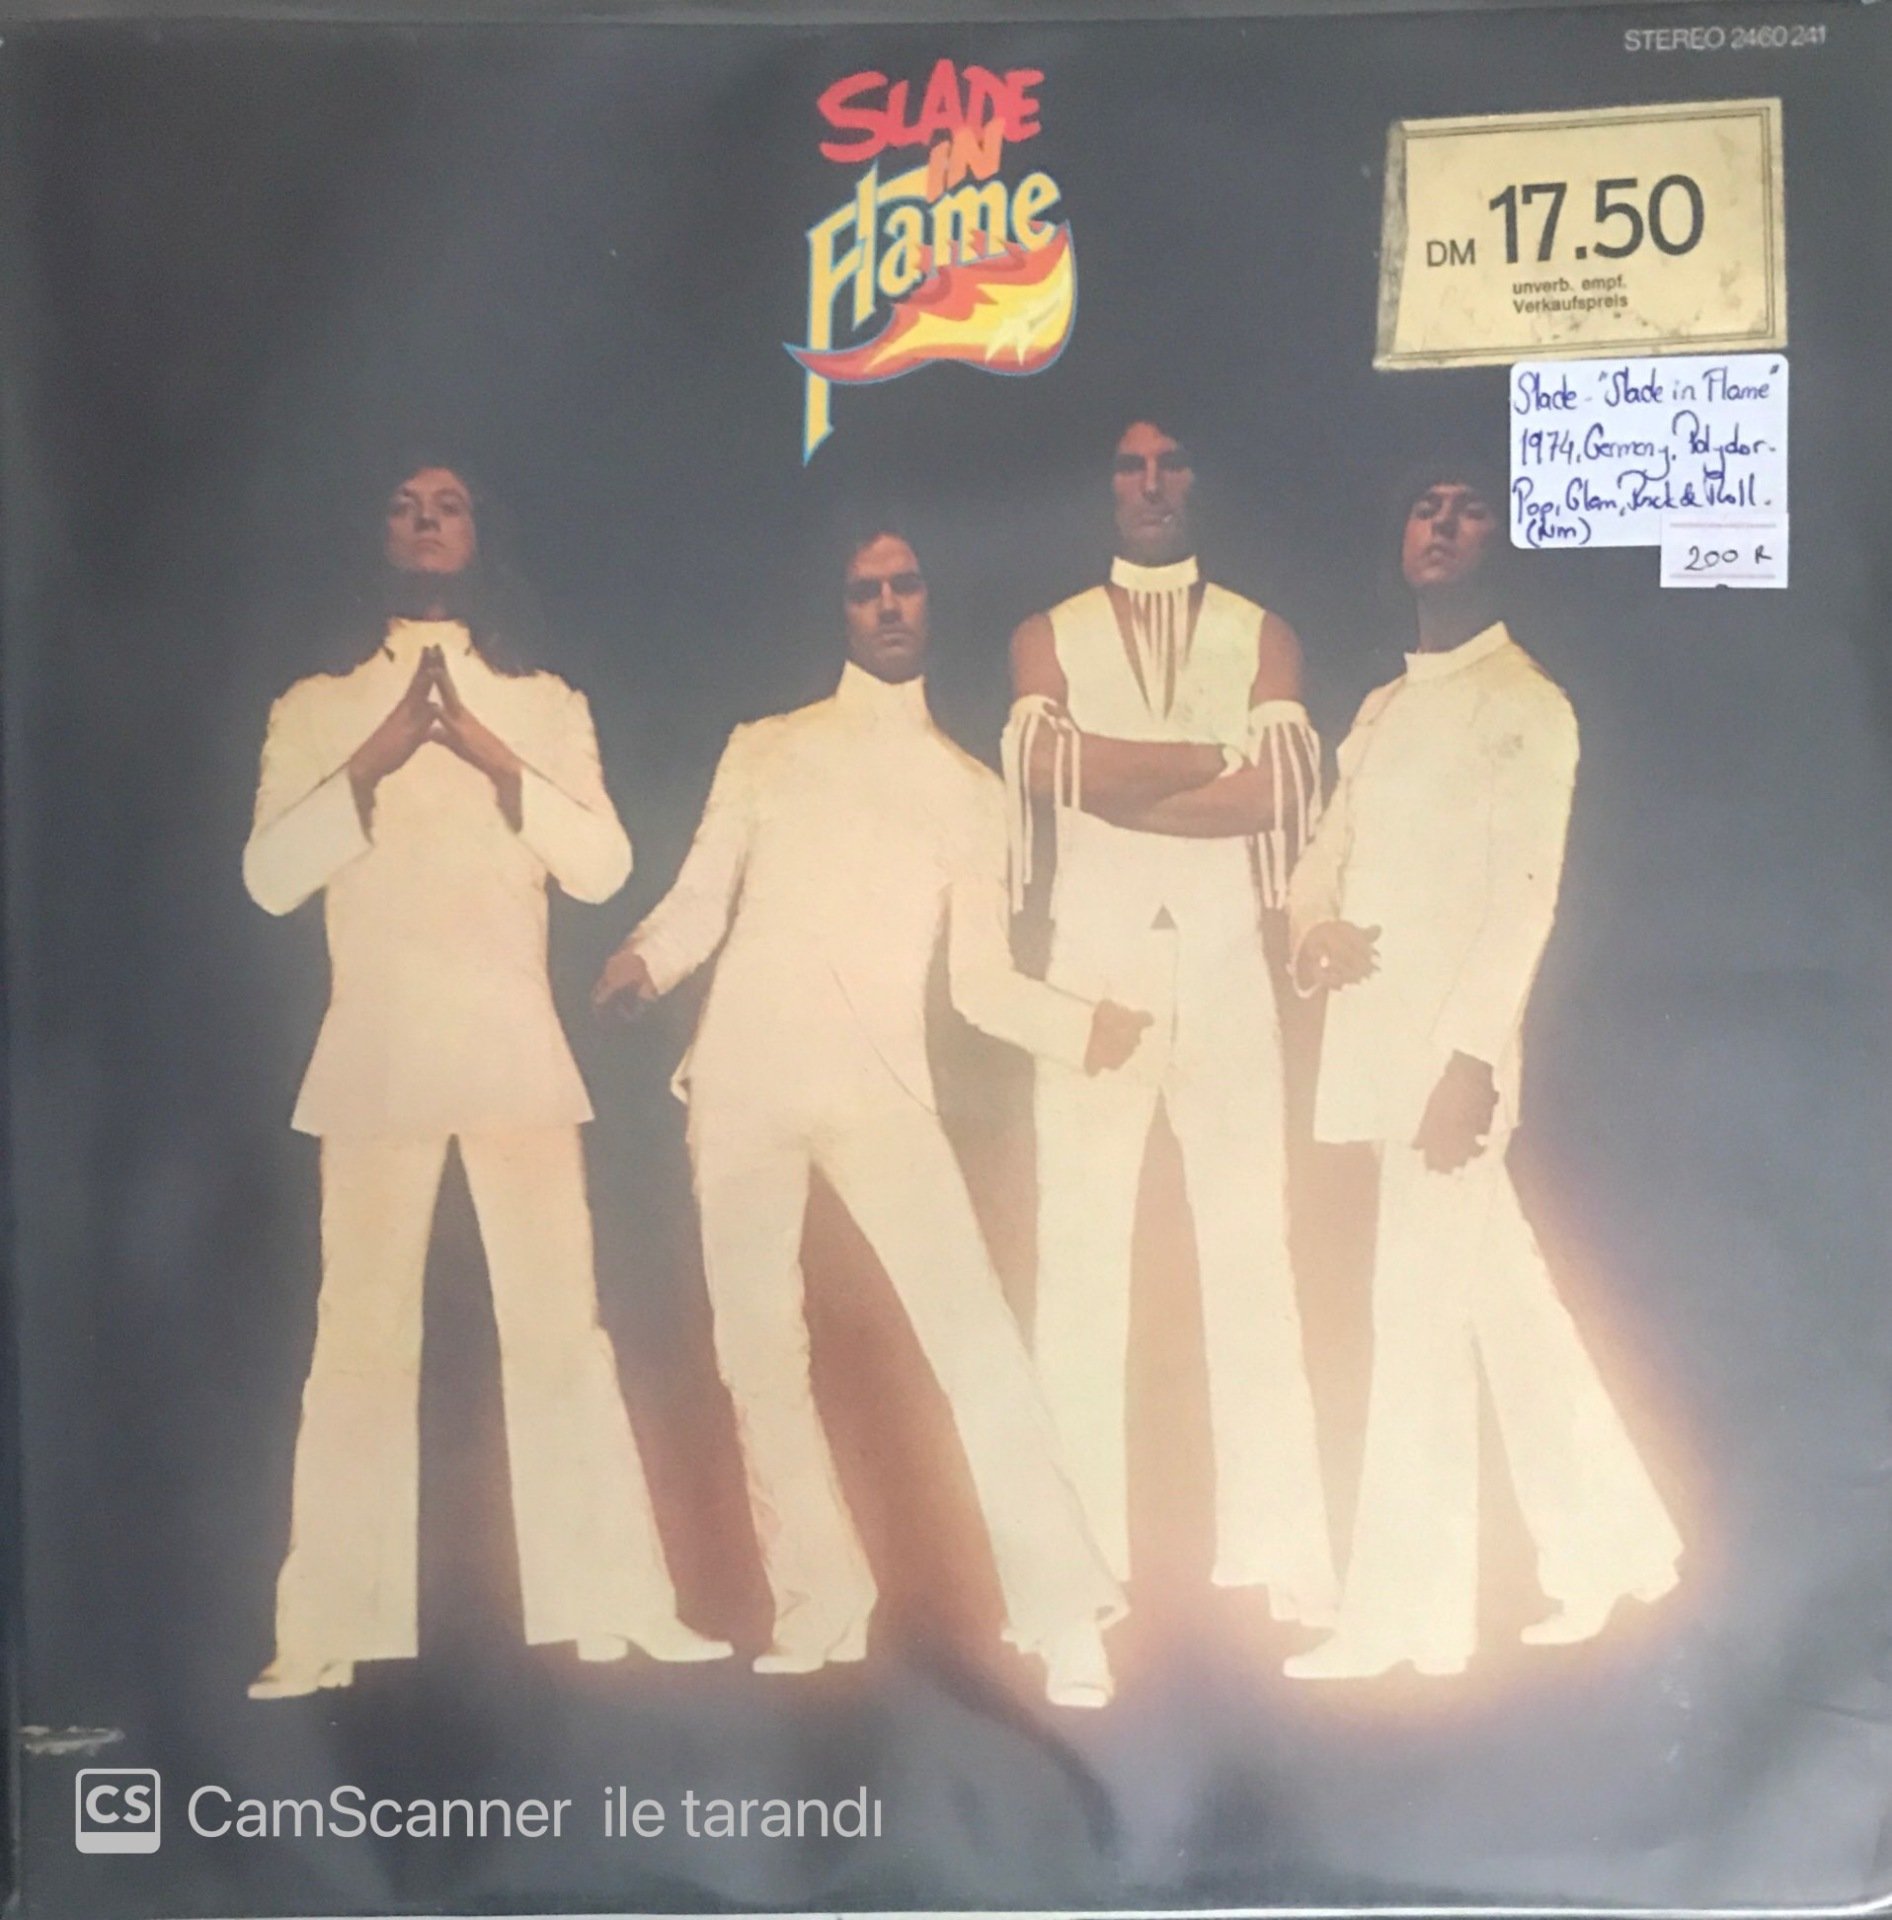 STEREO 2460 241
SLADE
IN
Flame
DM 17.50
unverb. empf.
Verkaufspreis
Slade - "Slade in Flame"
1974, Germany, Polydor.
Pop, Glam, Rock & Roll.
(Nm)
200
CS CamScanner ile tarandı